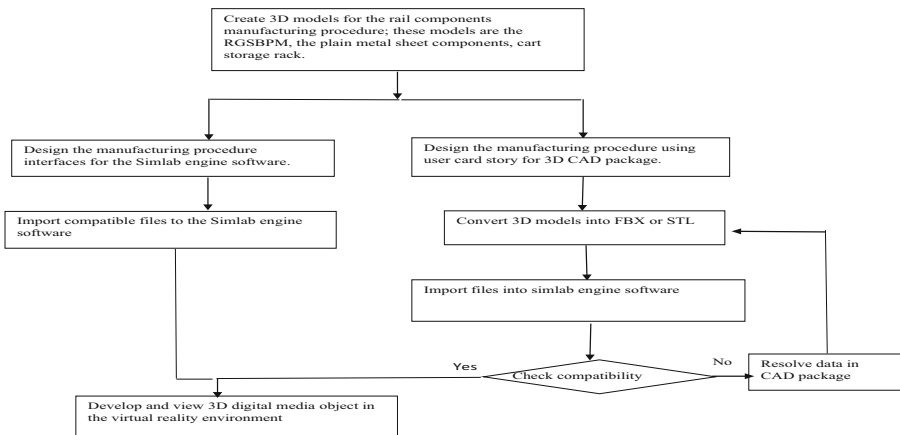 Create 3D models for the rail components
manufacturing procedure; these models are the
RGSBPM, the plain metal sheet components, cart
storage rack.
Design the manufacturing procedure
interfaces for the Simlab engine software.
Design the manufacturing procedure using
user card story for 3D CAD package.
Import compatible files to the Simlab engine
software
Convert 3D models into FBX or STL
Import files into simlab engine software
Yes
Check compatibility
No
Resolve data in
CAD package
Develop and view 3D digital media object in
the virtual reality environment